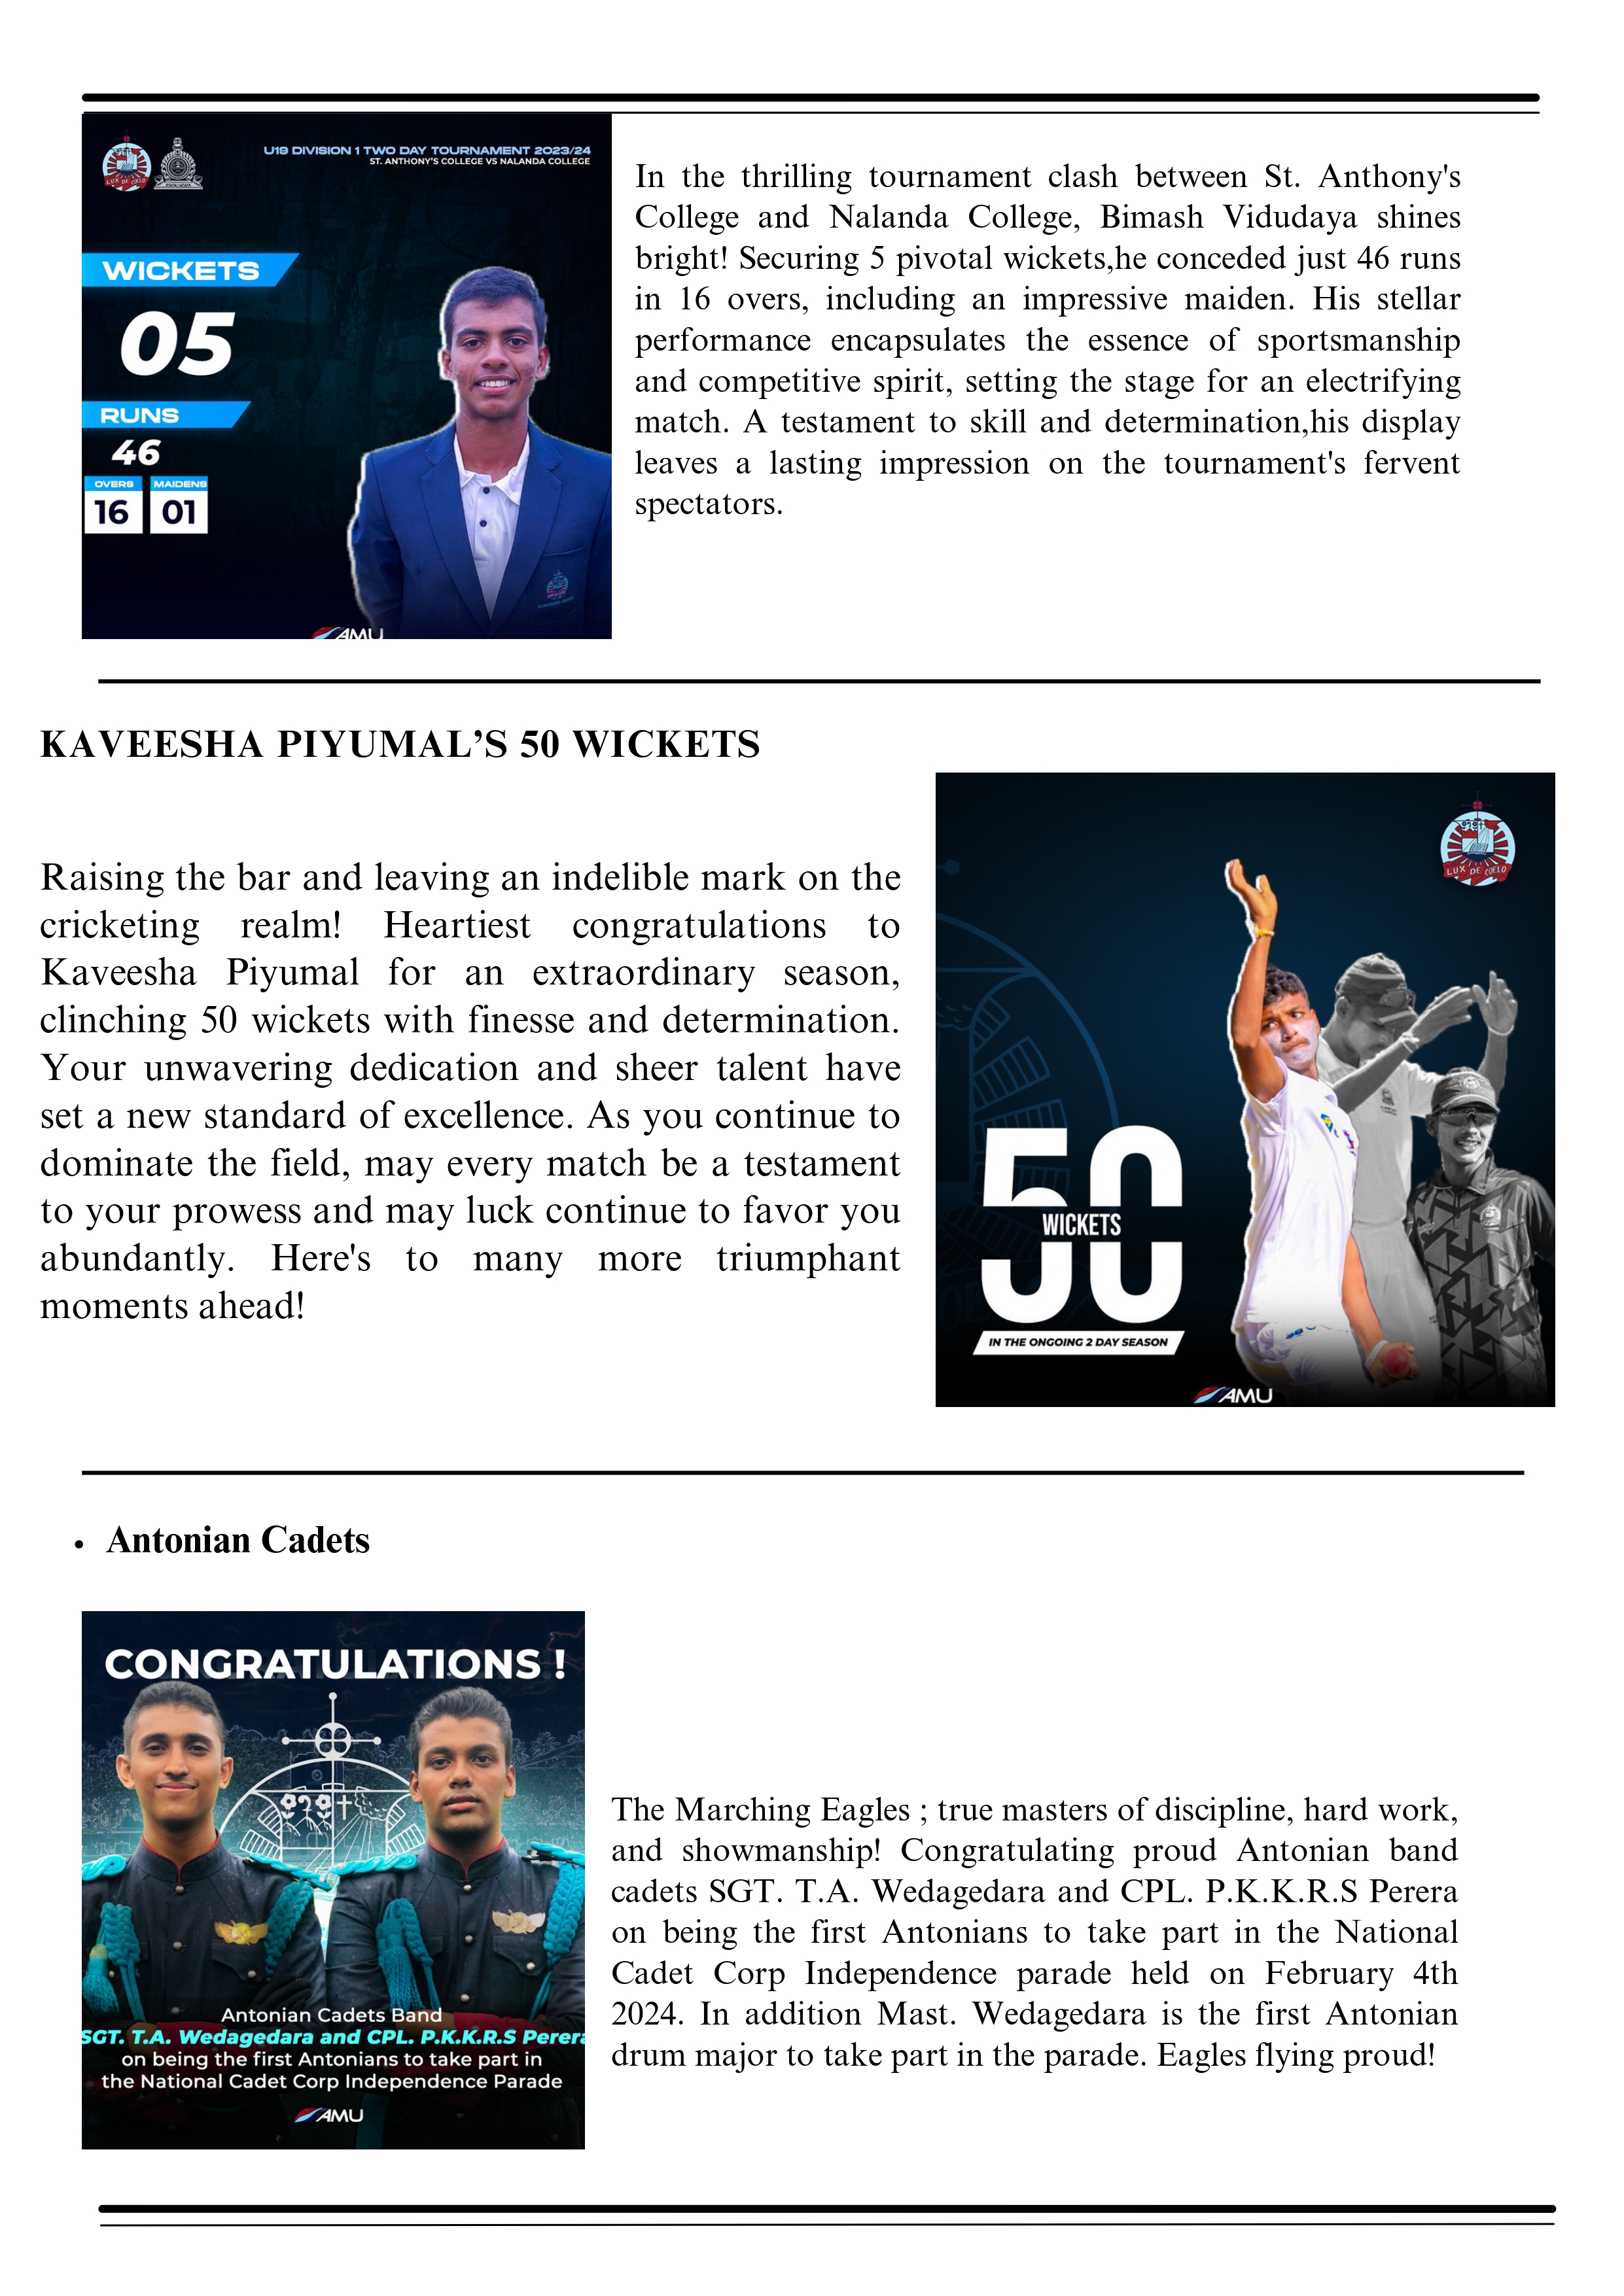 U19 DIVISION 1 TWO DAY TOURNAMENT 2023/24
ST. ANTHONY'S COLLEGE VS NALANDA COLLEGE
LUX DE COELO
WICKETS
05
RUNS
46
OVERS MAIDENS
16 01
AMU
In the thrilling tournament clash between St. Anthony's
College and Nalanda College, Bimash Vidudaya shines
bright! Securing 5 pivotal wickets,he conceded just 46 runs
in 16 overs, including an impressive maiden. His stellar
performance encapsulates the essence of sportsmanship
and competitive spirit, setting the stage for an electrifying
match. A testament to skill and determination,his display
leaves a lasting impression on the tournament's fervent
spectators.
KAVEESHA PIYUMAL’S 50 WICKETS
Raising the bar and leaving an indelible mark on the
cricketing realm! Heartiest congratulations to
Kaveesha Piyumal for an extraordinary season,
clinching 50 wickets with finesse and determination.
Your unwavering dedication and sheer talent have
set a new standard of excellence. As you continue to
dominate the field, may every match be a testament
to your prowess and may luck continue to favor you
abundantly. Here's to many more triumphant
moments ahead!
LUX DE COELO
50
WICKETS
IN THE ONGOING 2 DAY SEASON
AMU
• Antonian Cadets
CONGRATULATIONS !
Antonian Cadets Band
SGT. T.A. Wedagedara and CPL. P.K.K.R.S Perera
on being the first Antonians to take part in
the National Cadet Corp Independence Parade
AMU
The Marching Eagles ; true masters of discipline, hard work,
and showmanship! Congratulating proud Antonian band
cadets SGT. T.A. Wedagedara and CPL. P.K.K.R.S Perera
on being the first Antonians to take part in the National
Cadet Corp Independence parade held on February 4th
2024. In addition Mast. Wedagedara is the first Antonian
drum major to take part in the parade. Eagles flying proud!